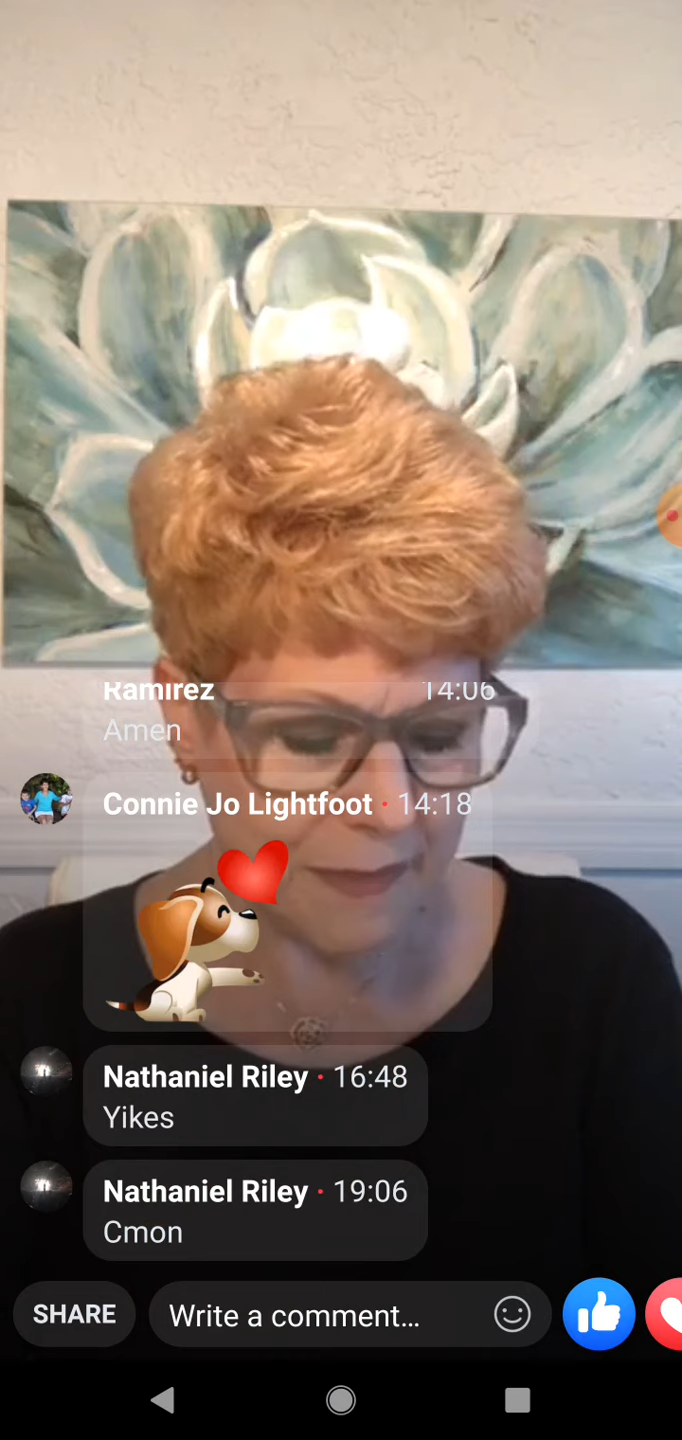 Ramirez 14:06
Amen
Connie Jo Lightfoot · 14:18
Nathaniel Riley · 16:48
Yikes
Nathaniel Riley · 19:06
Cmon
SHARE
Write a comment...